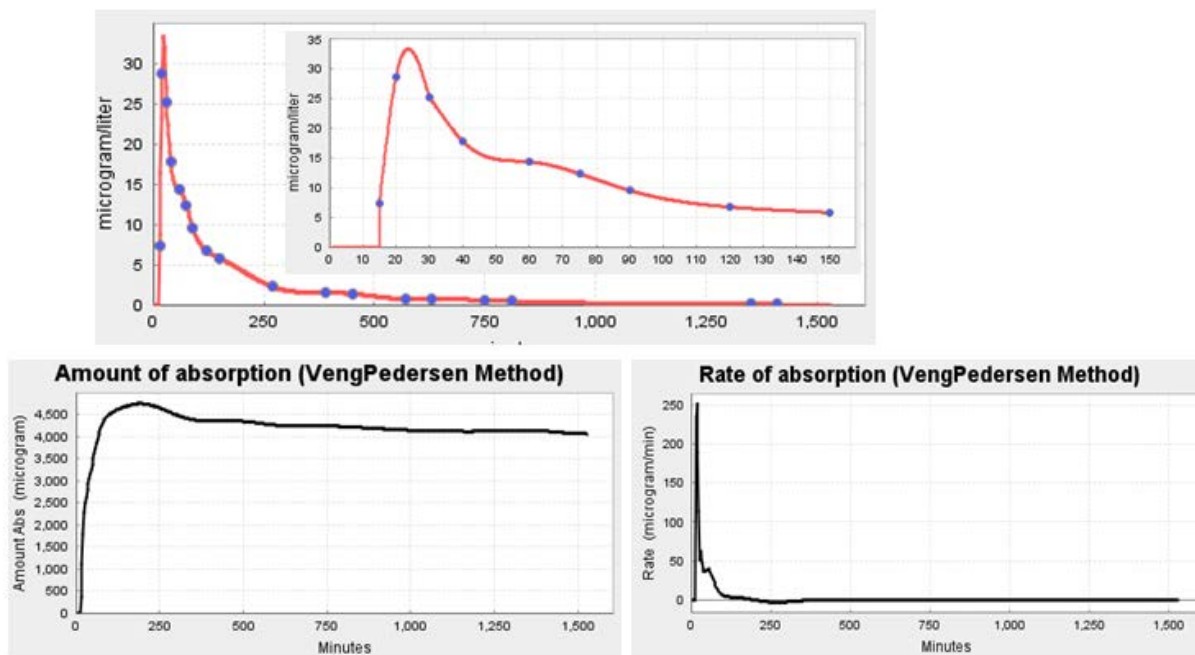 microgram/liter
30
25
20
15
10
5
0
0 250 500 750 1,000 1,250 1,500
microgram/liter
35
30
25
20
15
10
5
0
0 10 20 30 40 50 60 70 80 90 100 110 120 130 140 150
Amount of absorption (VengPedersen Method)
Amount Abs (microgram)
4,500
4,000
3,500
3,000
2,500
2,000
1,500
1,000
500
0
0 250 500 750 1,000 1,250 1,500
Minutes
Rate of absorption (VengPedersen Method)
Rate (microgram/min)
250
200
150
100
50
0
0 250 500 750 1,000 1,250 1,500
Minutes